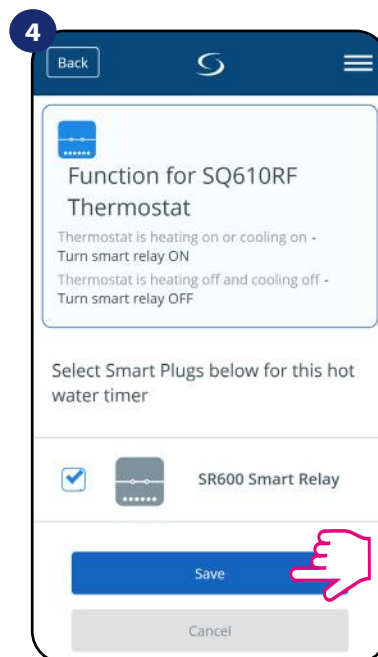 4
Back
Function for SQ610RF
Thermostat
Thermostat is heating on or cooling on -
Turn smart relay ON
Thermostat is heating off and cooling off -
Turn smart relay OFF
Select Smart Plugs below for this hot
water timer
SR600 Smart Relay
Save
Cancel